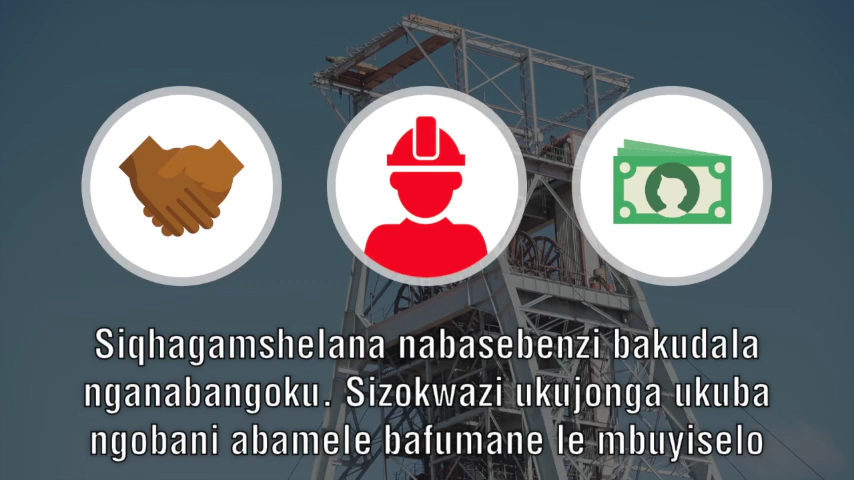 Siqhagamshelana nabasebenzi bakudala
nganabangoku. Sizokwazi ukujonga ukuba
ngobani abamele bafumane le mbuyiselo